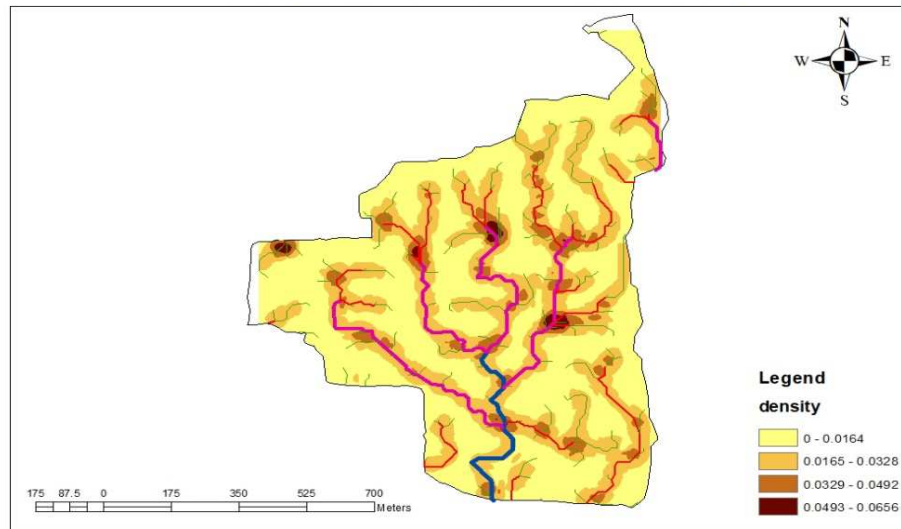 N
W E
S
Legend
density
0 - 0.0164
0.0165 - 0.0328
0.0329 - 0.0492
0.0493 - 0.0656
175 87.5 0 175 350 525 700
Meters